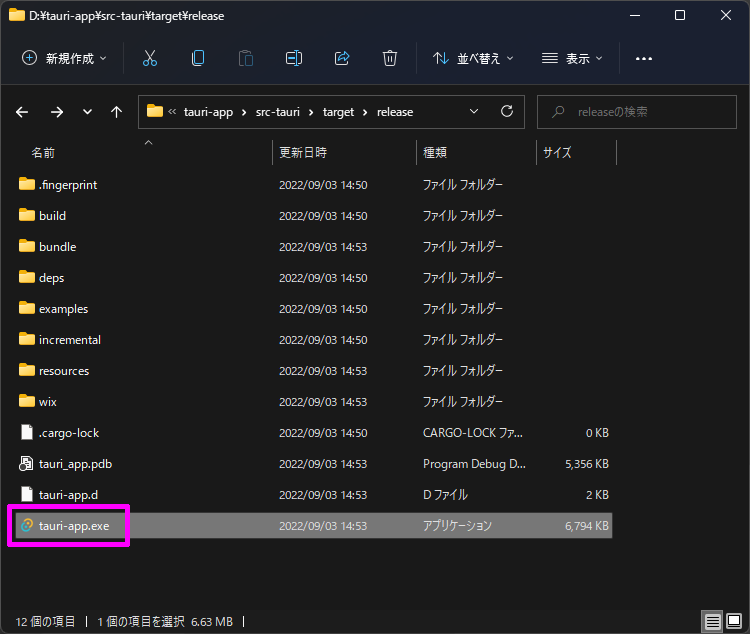 D:¥tauri-app¥src-tauri¥target¥release
新規作成 並べ替え 表示
« tauri-app > src-tauri > target > release releaseの検索
名前 更新日時 種類 サイズ
.fingerprint 2022/09/03 14:50 ファイル フォルダー
build 2022/09/03 14:50 ファイル フォルダー
bundle 2022/09/03 14:53 ファイル フォルダー
deps 2022/09/03 14:50 ファイル フォルダー
examples 2022/09/03 14:50 ファイル フォルダー
incremental 2022/09/03 14:50 ファイル フォルダー
resources 2022/09/03 14:53 ファイル フォルダー
wix 2022/09/03 14:53 ファイル フォルダー
.cargo-lock 2022/09/03 14:50 CARGO-LOCK ファ... 0 KB
tauri_app.pdb 2022/09/03 14:53 Program Debug D... 5,356 KB
tauri-app.d 2022/09/03 14:53 D ファイル 2 KB
tauri-app.exe 2022/09/03 14:53 アプリケーション 6,794 KB
12 個の項目 | 1 個の項目を選択 6.63 MB |